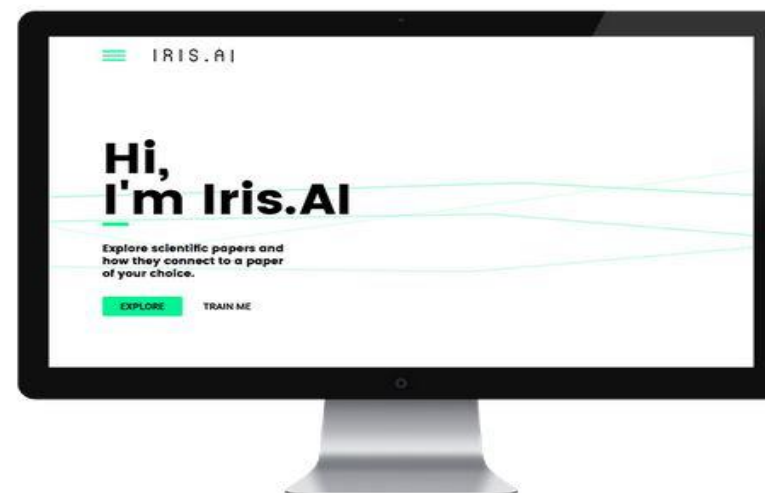 IRIS.AI
Hi,
I'm Iris.AI
Explore scientific papers and
how they connect to a paper
of your choice.
EXPLORE TRAIN ME